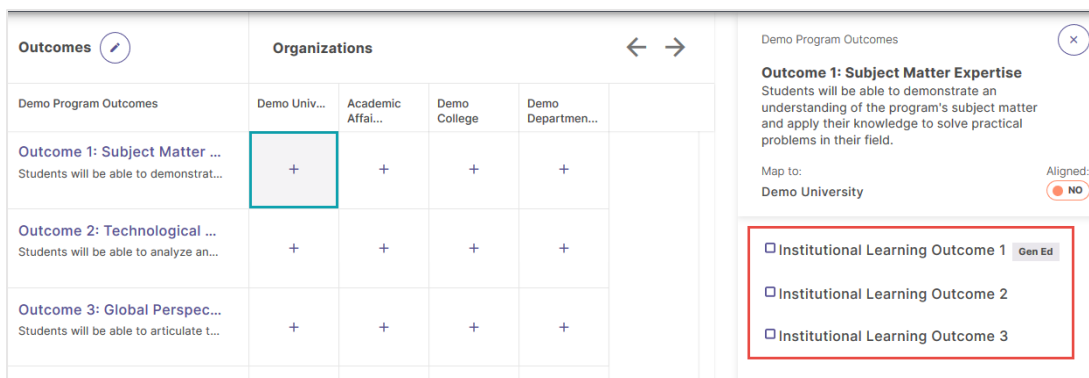 Outcomes
Organizations
Demo Program Outcomes
Demo Univ...
Academic
Affai...
Demo
College
Demo
Departmen...
Outcome 1: Subject Matter ...
Students will be able to demonstrat...
+ + + +
Outcome 2: Technological ...
Students will be able to analyze an...
+ + + +
Outcome 3: Global Perspec...
Students will be able to articulate t...
+ + + +
Demo Program Outcomes
Outcome 1: Subject Matter Expertise
Students will be able to demonstrate an
understanding of the program's subject matter
and apply their knowledge to solve practical
problems in their field.
Map to:
Demo University
Aligned:
NO
Institutional Learning Outcome 1 Gen Ed
Institutional Learning Outcome 2
Institutional Learning Outcome 3